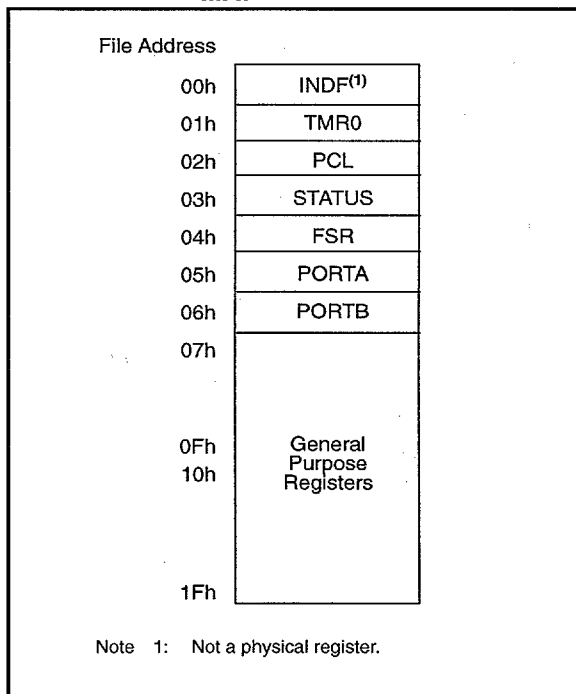 File Address
00h INDF(1)
01h TMR0
02h PCL
03h STATUS
04h FSR
05h PORTA
06h PORTB
07h
0Fh General
Purpose
10h Registers
1Fh
Note 1: Not a physical register.